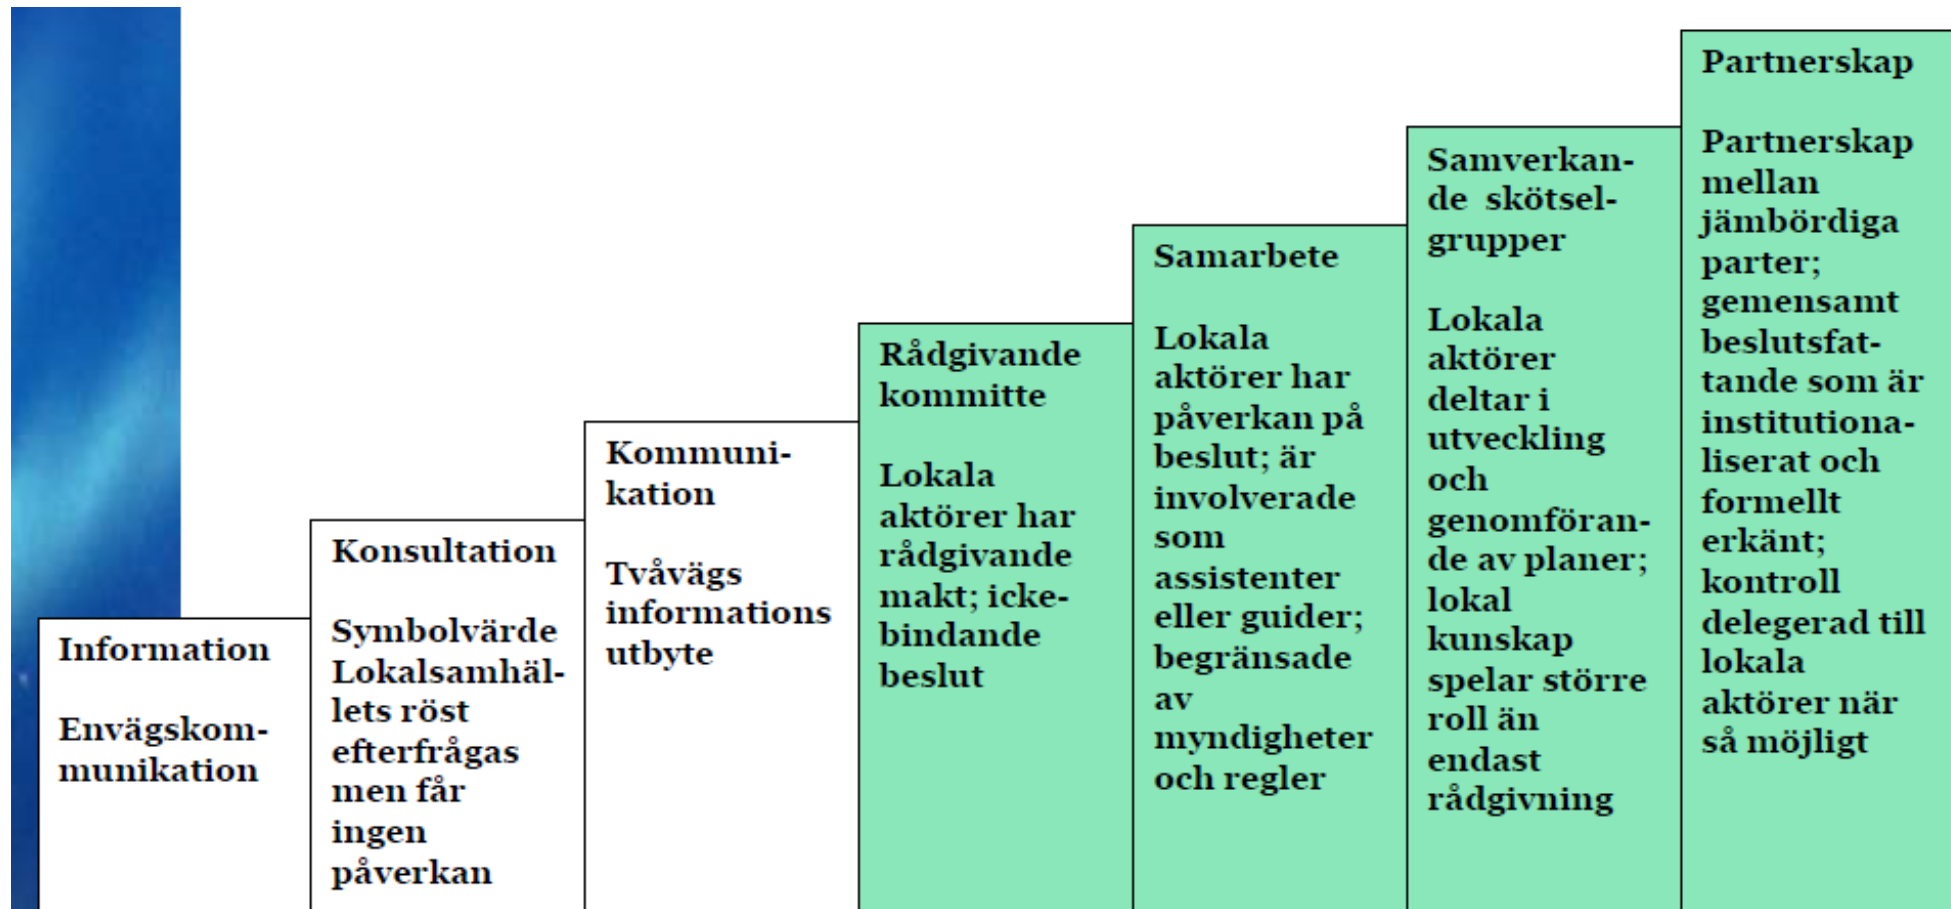 Information
Envägskom-
munikation
Konsultation
Symbolvärde
Lokalsamhäl-
lets röst
efterfrågas
men får
ingen
påverkan
Kommuni-
kation
Tvåvägs
informations
utbyte
Rådgivande
kommitte
Lokala
aktörer har
rådgivande
makt; icke-
bindande
beslut
Samarbete
Lokala
aktörer har
påverkan på
beslut; är
involverade
som
assistenter
eller guider;
begränsade
av
myndigheter
och regler
Samverkan-
de skötsel-
grupper
Lokala
aktörer
deltar i
utveckling
och
genomföran-
de av planer;
lokal
kunskap
spelar större
roll än
endast
rådgivning
Partnerskap
Partnerskap
mellan
jämbördiga
parter;
gemensamt
beslutsfat-
tande som är
institutiona-
liserat och
formellt
erkänt;
kontroll
delegerad till
lokala
aktörer när
så möjligt